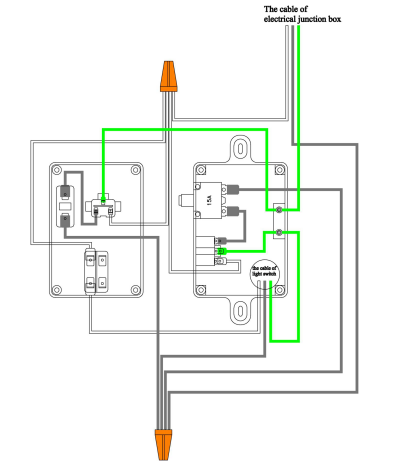 The cable of
electrical junction box
15A
the cable of
light switch